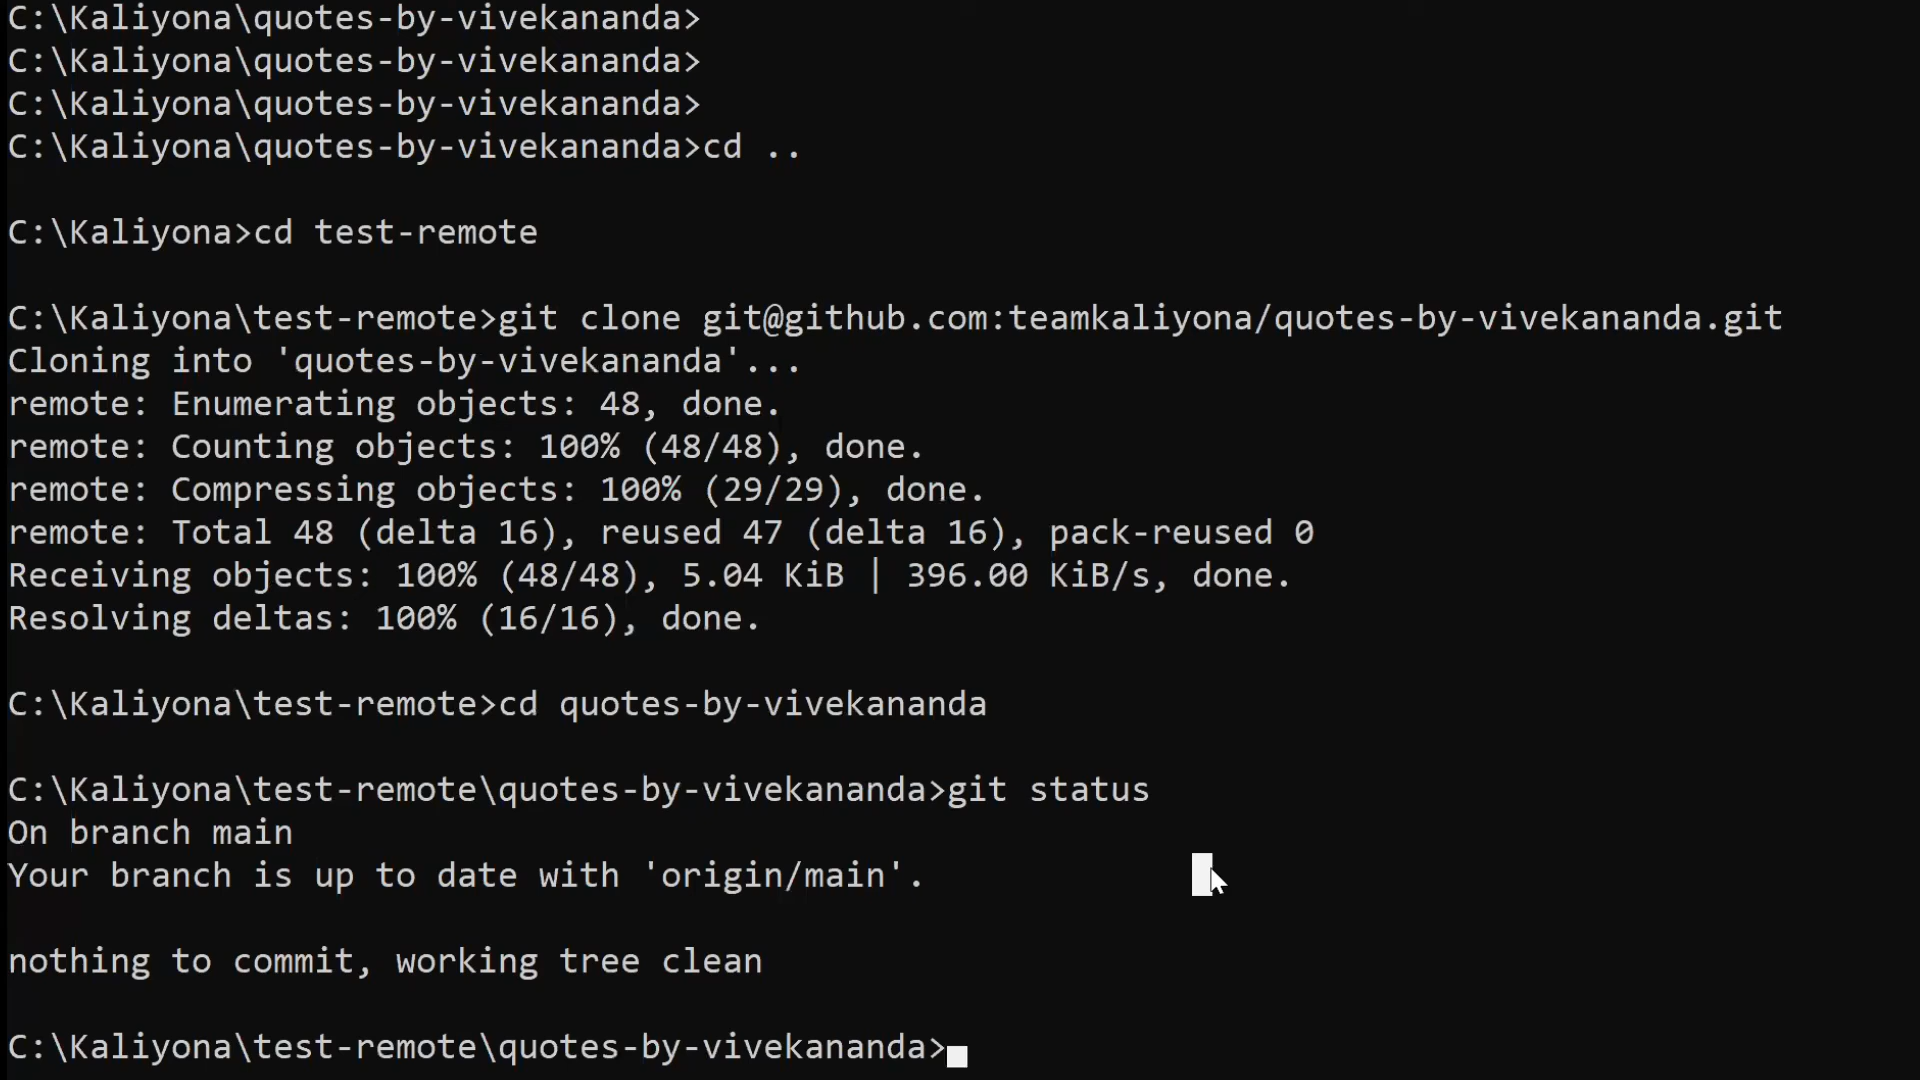 C:\Kaliyona\quotes-by-vivekananda>
C:\Kaliyona\quotes-by-vivekananda>
C:\Kaliyona\quotes-by-vivekananda>
C:\Kaliyona\quotes-by-vivekananda>cd ..
C:\Kaliyona>cd test-remote
C:\Kaliyona\test-remote>git clone git@github.com:teamkaliyona/quotes-by-vivekananda.git
Cloning into 'quotes-by-vivekananda'...
remote: Enumerating objects: 48, done.
remote: Counting objects: 100% (48/48), done.
remote: Compressing objects: 100% (29/29), done.
remote: Total 48 (delta 16), reused 47 (delta 16), pack-reused 0
Receiving objects: 100% (48/48), 5.04 KiB | 396.00 KiB/s, done.
Resolving deltas: 100% (16/16), done.
C:\Kaliyona\test-remote>cd quotes-by-vivekananda
C:\Kaliyona\test-remote\quotes-by-vivekananda>git status
On branch main
Your branch is up to date with 'origin/main'.
nothing to commit, working tree clean
C:\Kaliyona\test-remote\quotes-by-vivekananda>